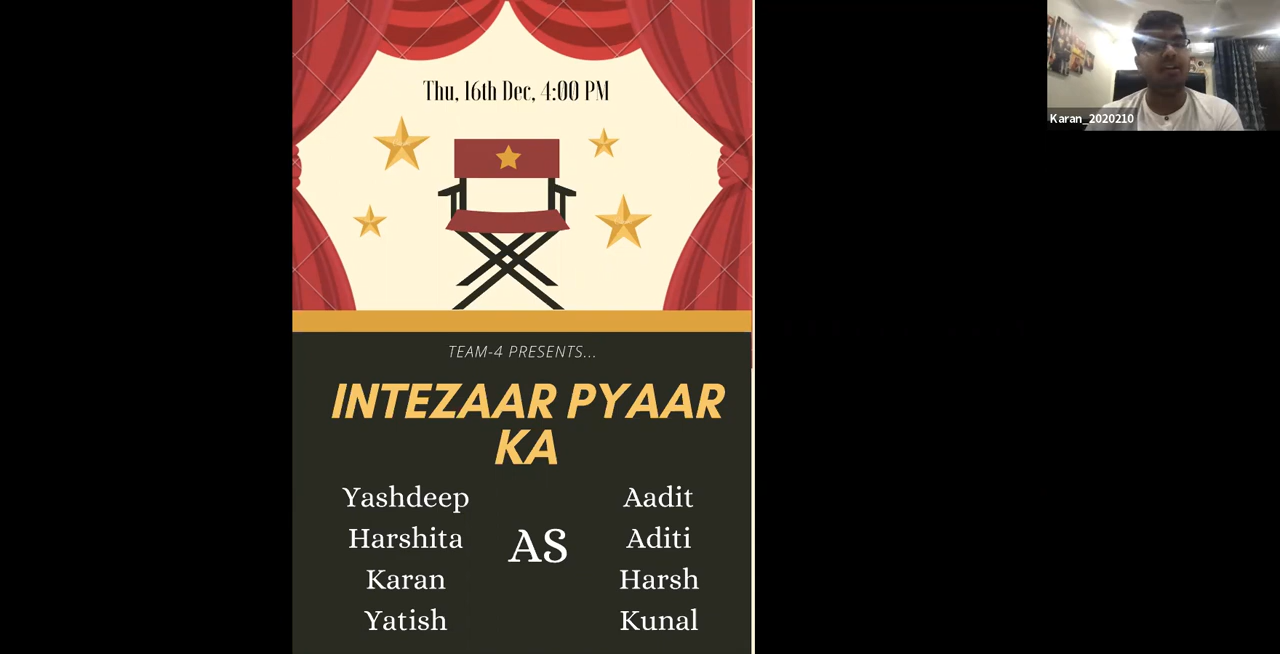 Thu, 16th Dec, 4:00 PM
Karan_2020210
TEAM-4 PRESENTS...
INTEZAAR PYAAR
KA
Yashdeep
Harshita
Karan
Yatish
AS
Aadit
Aditi
Harsh
Kunal